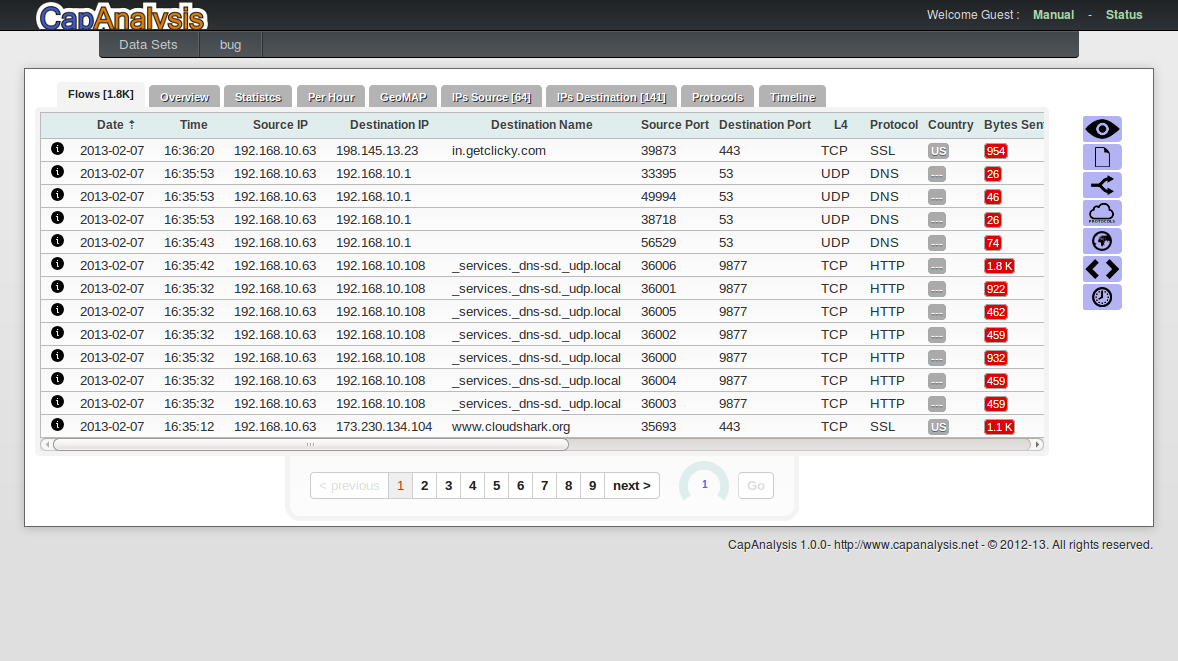 CapAnalysis
Welcome Guest : Manual - Status
Data Sets bug
Flows [1.8K] Overview Statistcs Per Hour GeoMAP IPs Source [64] IPs Destination [141] Protocols Timeline
Date ↑ Time Source IP Destination IP Destination Name Source Port Destination Port L4 Protocol Country Bytes Sent
2013-02-07 16:36:20 192.168.10.63 198.145.13.23 in.getclicky.com 39873 443 TCP SSL US 954
2013-02-07 16:35:53 192.168.10.63 192.168.10.1 33395 53 UDP DNS --- 26
2013-02-07 16:35:53 192.168.10.63 192.168.10.1 49994 53 UDP DNS --- 46
2013-02-07 16:35:53 192.168.10.63 192.168.10.1 38718 53 UDP DNS --- 26
2013-02-07 16:35:43 192.168.10.63 192.168.10.1 56529 53 UDP DNS --- 74
2013-02-07 16:35:42 192.168.10.63 192.168.10.108 _services._dns-sd._udp.local 36006 9877 TCP HTTP --- 1.8 K
2013-02-07 16:35:32 192.168.10.63 192.168.10.108 _services._dns-sd._udp.local 36001 9877 TCP HTTP --- 922
2013-02-07 16:35:32 192.168.10.63 192.168.10.108 _services._dns-sd._udp.local 36005 9877 TCP HTTP --- 462
2013-02-07 16:35:32 192.168.10.63 192.168.10.108 _services._dns-sd._udp.local 36002 9877 TCP HTTP --- 459
2013-02-07 16:35:32 192.168.10.63 192.168.10.108 _services._dns-sd._udp.local 36000 9877 TCP HTTP --- 932
2013-02-07 16:35:32 192.168.10.63 192.168.10.108 _services._dns-sd._udp.local 36004 9877 TCP HTTP --- 459
2013-02-07 16:35:32 192.168.10.63 192.168.10.108 _services._dns-sd._udp.local 36003 9877 TCP HTTP --- 459
2013-02-07 16:35:12 192.168.10.63 173.230.134.104 www.cloudshark.org 35693 443 TCP SSL US 1.1 K
PROTOCOLS
< previous 1 2 3 4 5 6 7 8 9 next > 1 Go
CapAnalysis 1.0.0- http://www.capanalysis.net - © 2012-13. All rights reserved.